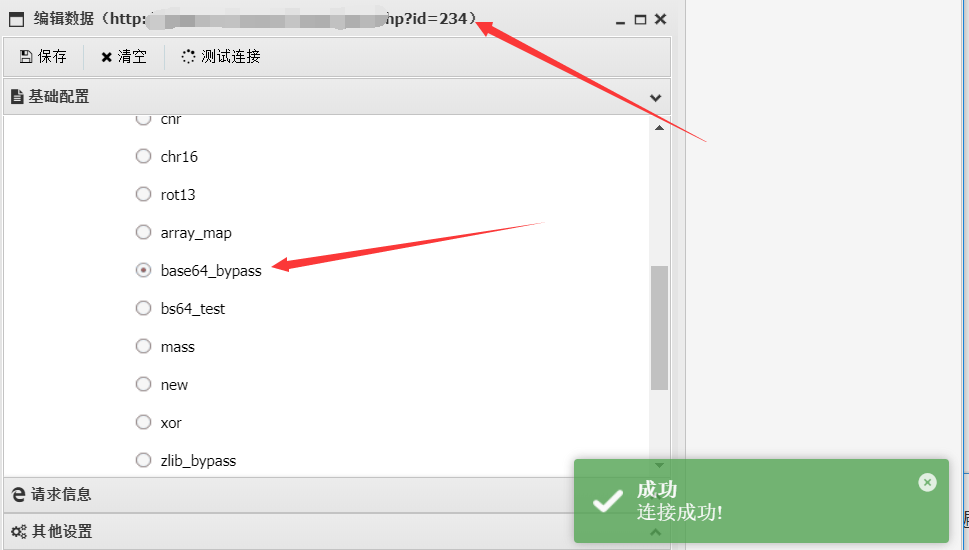 编辑数据（http: hp?id=234）
保存 清空 测试连接
基础配置
chr
chr16
rot13
array_map
base64_bypass
bs64_test
mass
new
xor
zlib_bypass
请求信息
其他设置
成功
连接成功!